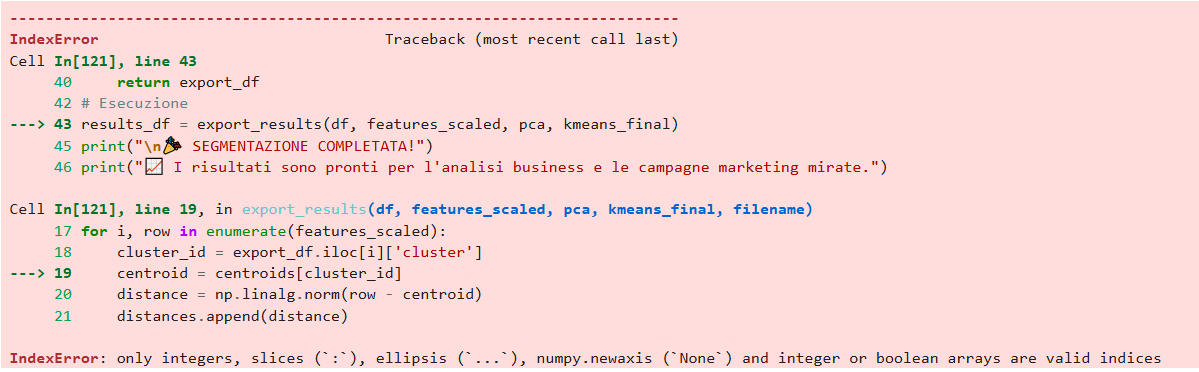 ---------------------------------------------------------------------------
IndexError                                Traceback (most recent call last)
Cell In[121], line 43
     40     return export_df
     42 # Esecuzione
---> 43 results_df = export_results(df, features_scaled, pca, kmeans_final)
     45 print("\n🎉 SEGMENTAZIONE COMPLETATA!")
     46 print("📈 I risultati sono pronti per l'analisi business e le campagne marketing mirate.")
Cell In[121], line 19, in export_results(df, features_scaled, pca, kmeans_final, filename)
     17 for i, row in enumerate(features_scaled):
     18     cluster_id = export_df.iloc[i]['cluster']
---> 19     centroid = centroids[cluster_id]
     20     distance = np.linalg.norm(row - centroid)
     21     distances.append(distance)
IndexError: only integers, slices (`:`), ellipsis (`...`), numpy.newaxis (`None`) and integer or boolean arrays are valid indices